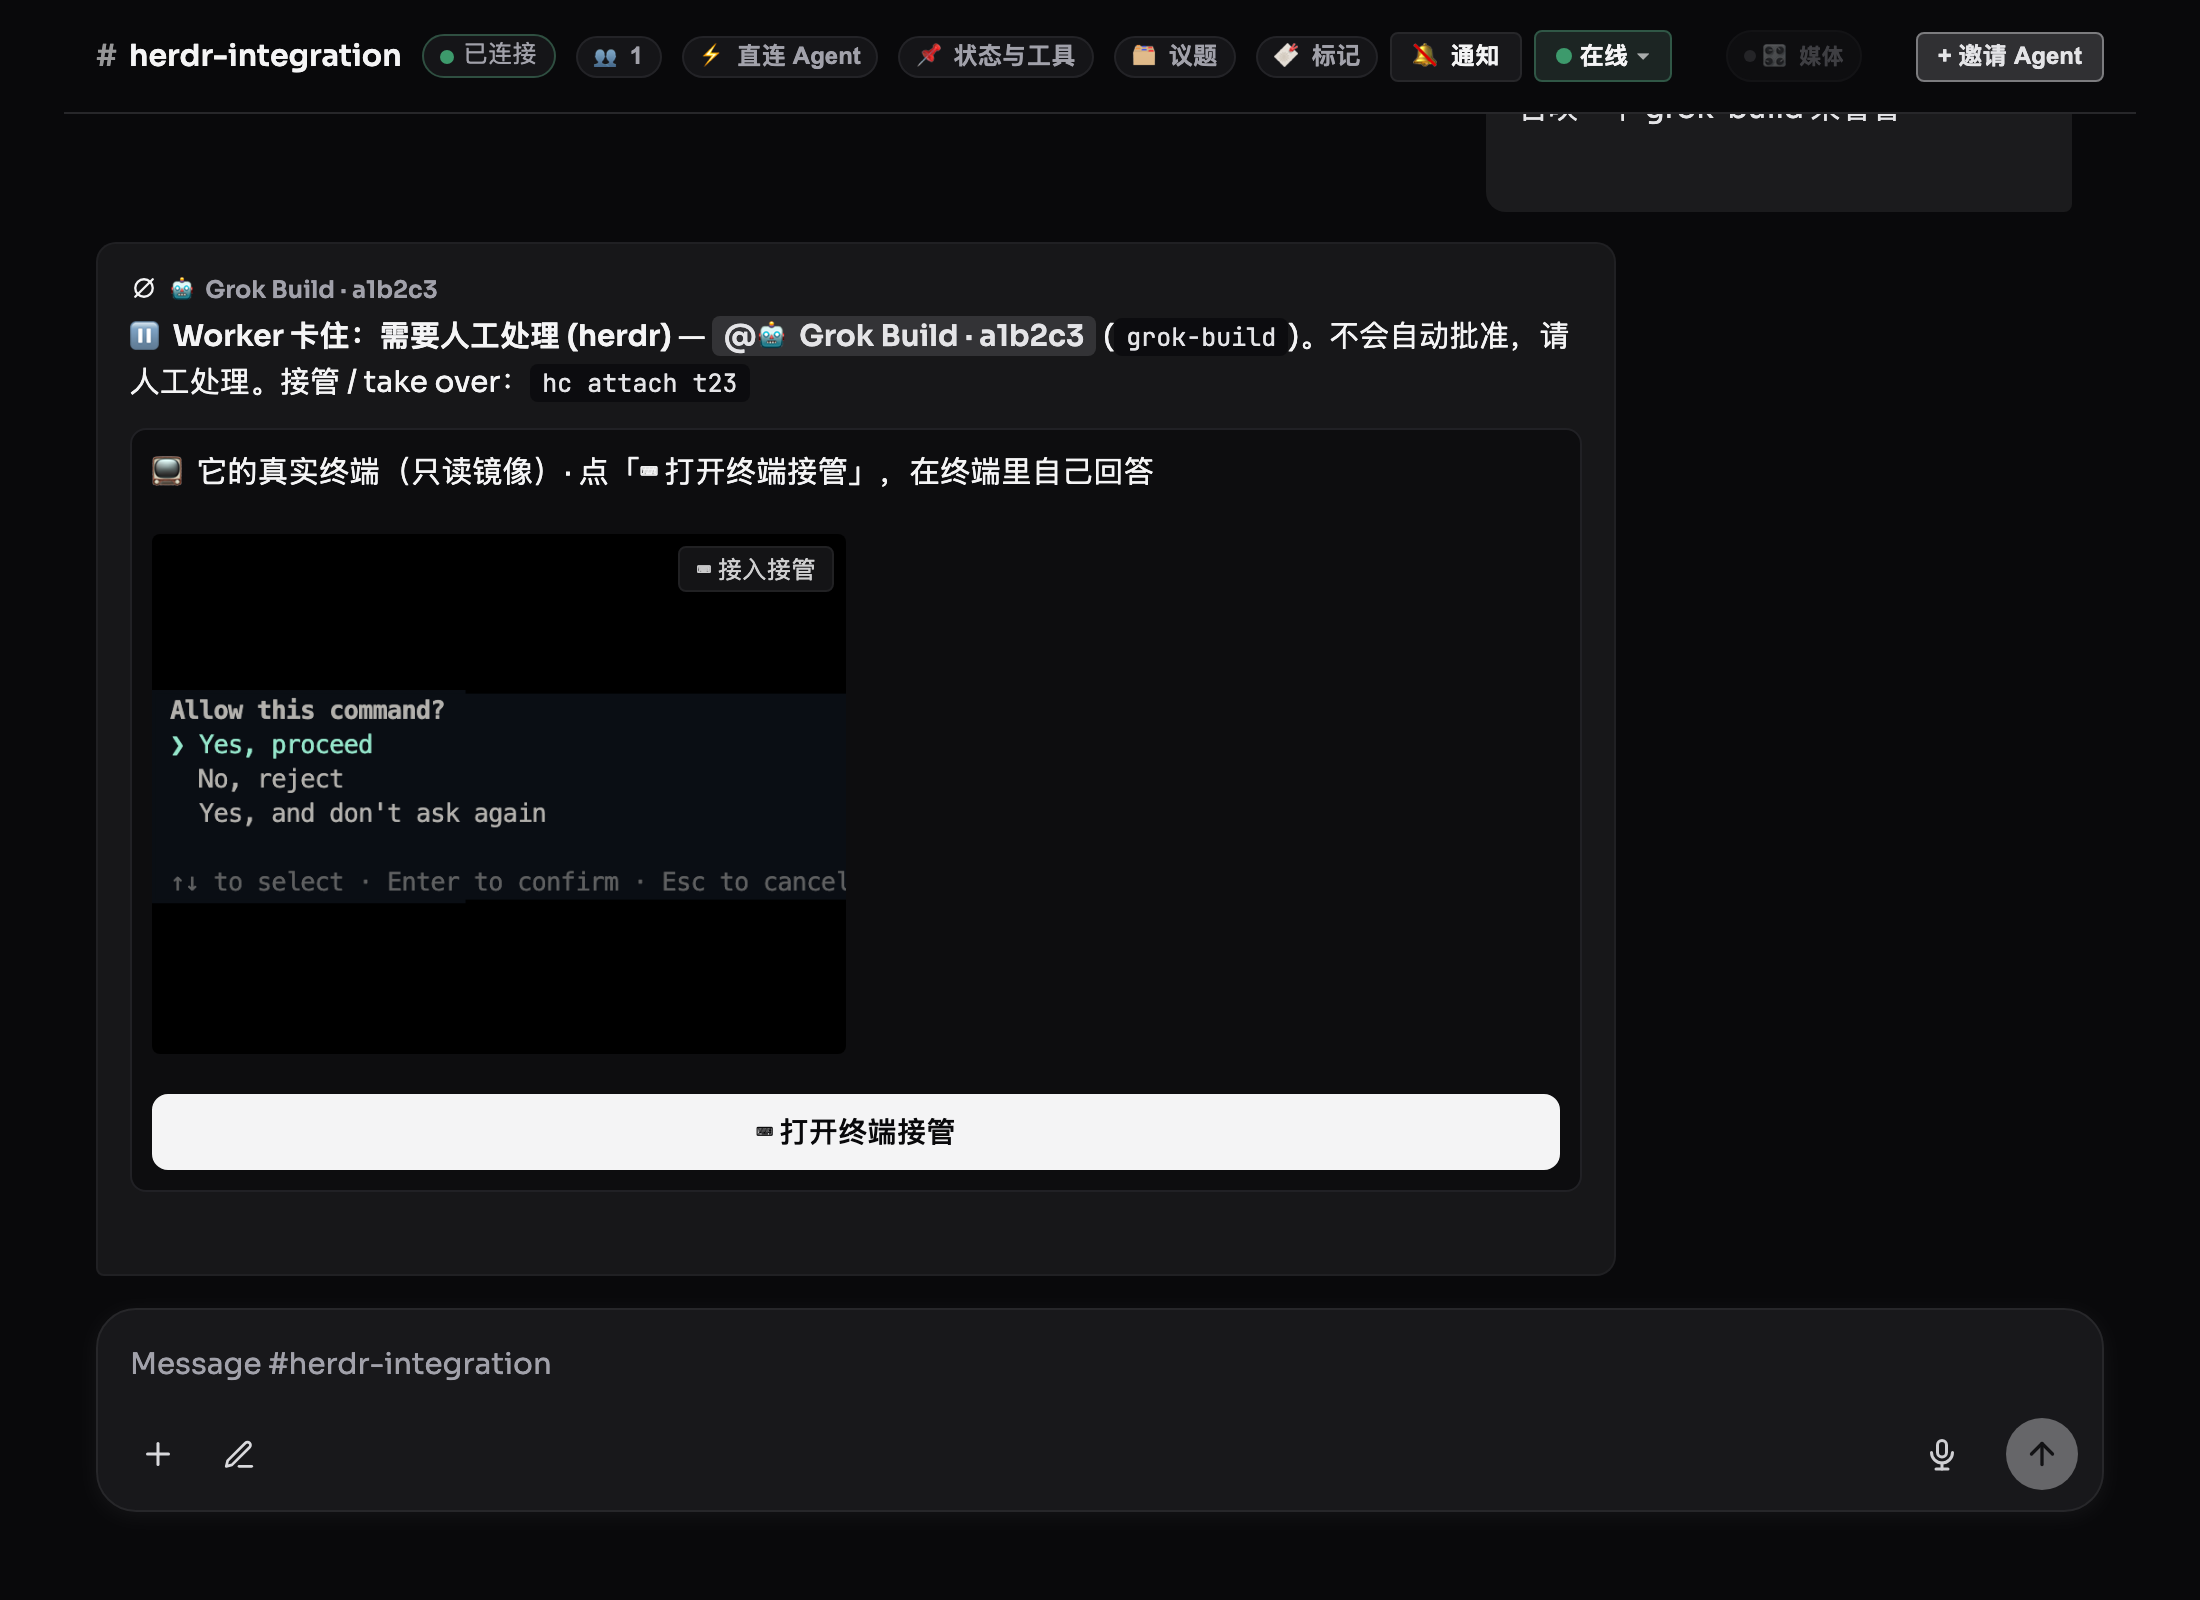 # herdr-integration 已连接 1 直连 Agent 状态与工具 议题 标记 通知 在线 媒体 + 邀请 Agent
grok-build
Grok Build · a1b2c3
Worker 卡住：需要人工处理 (herdr) — @ Grok Build · a1b2c3 ( grok-build )。不会自动批准，请
人工处理。接管 / take over： hc attach t23
它的真实终端（只读镜像）· 点「打开终端接管」，在终端里自己回答
接入接管
Allow this command?
❯ Yes, proceed
No, reject
Yes, and don't ask again
↑↓ to select · Enter to confirm · Esc to cancel
打开终端接管
Message #herdr-integration